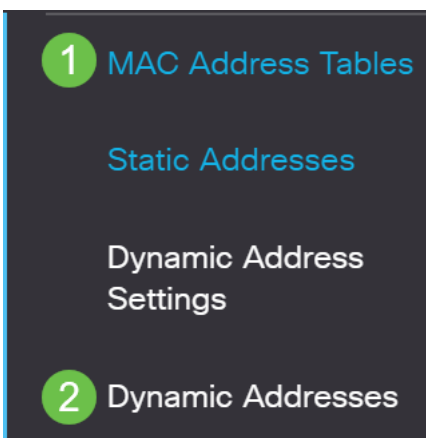 1 MAC Address Tables
Static Addresses
Dynamic Address
Settings
2 Dynamic Addresses